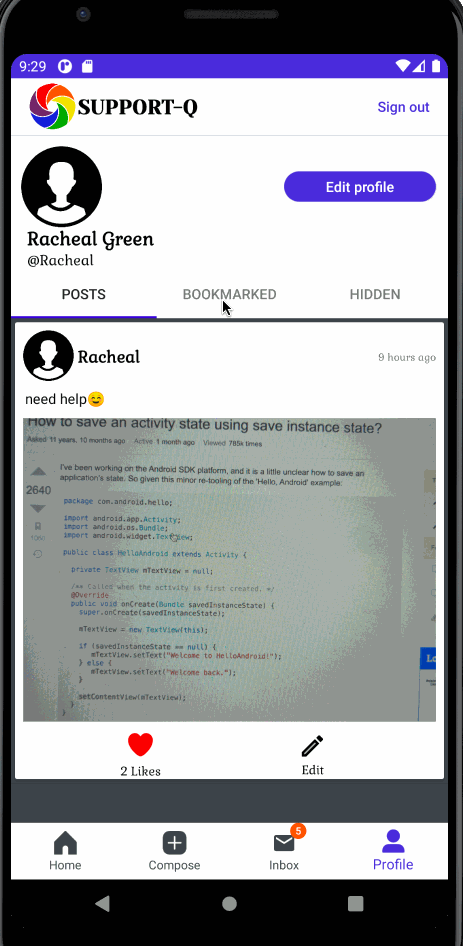 9:29
SUPPORT-Q
Sign out
Edit profile
Racheal Green
@Racheal
POSTS
BOOKMARKED
HIDDEN
Racheal
9 hours ago
need help😊
How to save an activity state using save instance state?
Asked 11 years, 10 months ago Active 1 month ago Viewed 785k times
I've been working on the Android SDK platform, and it is a little unclear how to save an
application's state. So given this minor re-tooling of the 'Hello, Android' example:
2640
package com.android.hello;
import android.app.Activity;
import android.os.Bundle;
import android.widget.TextView;
public class HelloAndroid extends Activity {
private TextView mTextView = null;
/** Called when the activity is first created. */
@Override
public void onCreate(Bundle savedInstanceState) {
super.onCreate(savedInstanceState);
mTextView = new TextView(this);
if (savedInstanceState == null) {
mTextView.setText("Welcome to HelloAndroid!");
} else {
mTextView.setText("Welcome back.");
}
setContentView(mTextView);
}
2 Likes
Edit
5
Home
Compose
Inbox
Profile